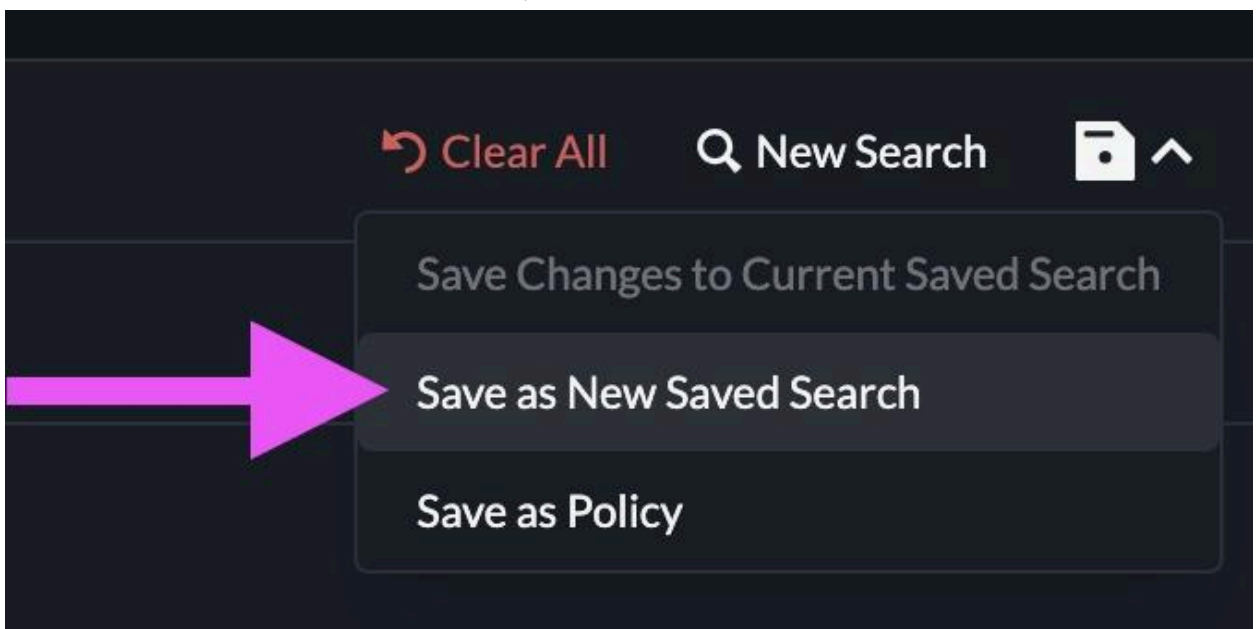 Clear All New Search
Save Changes to Current Saved Search
Save as New Saved Search
Save as Policy